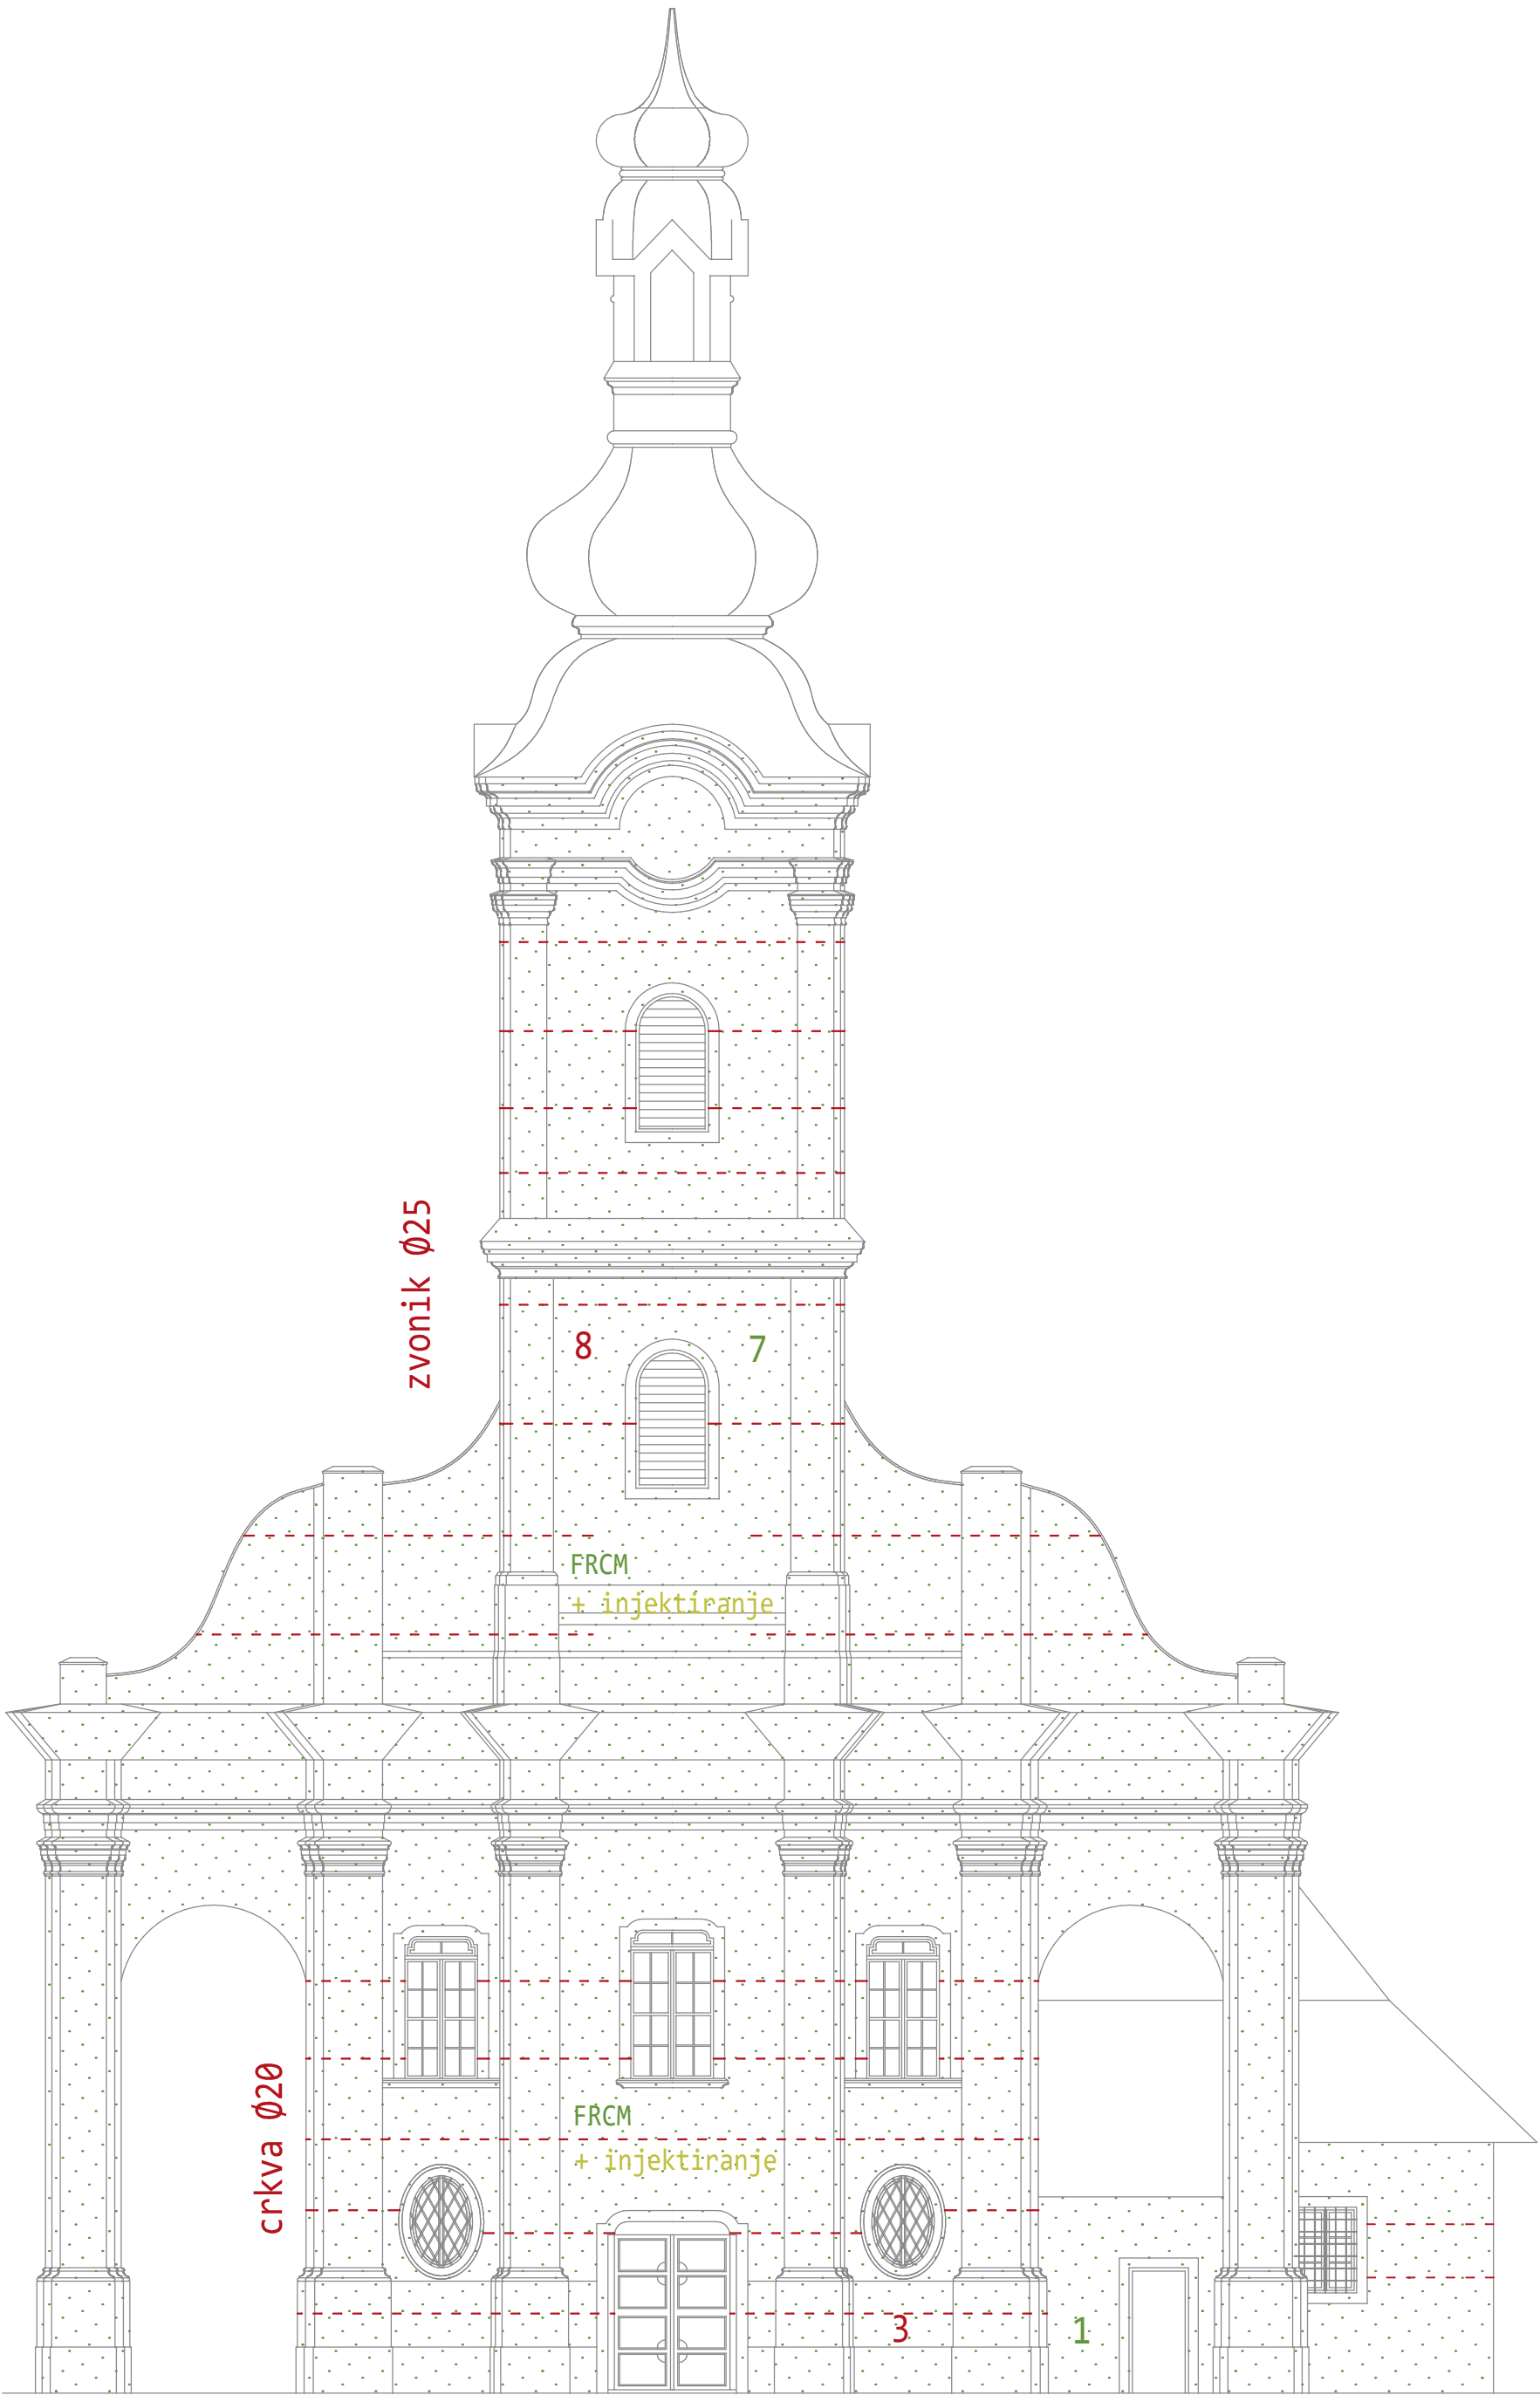 zvonik Ø25
8
7
FRCM
+ injektiranje
crkva Ø20
FRCM
+ injektiranje
3
1